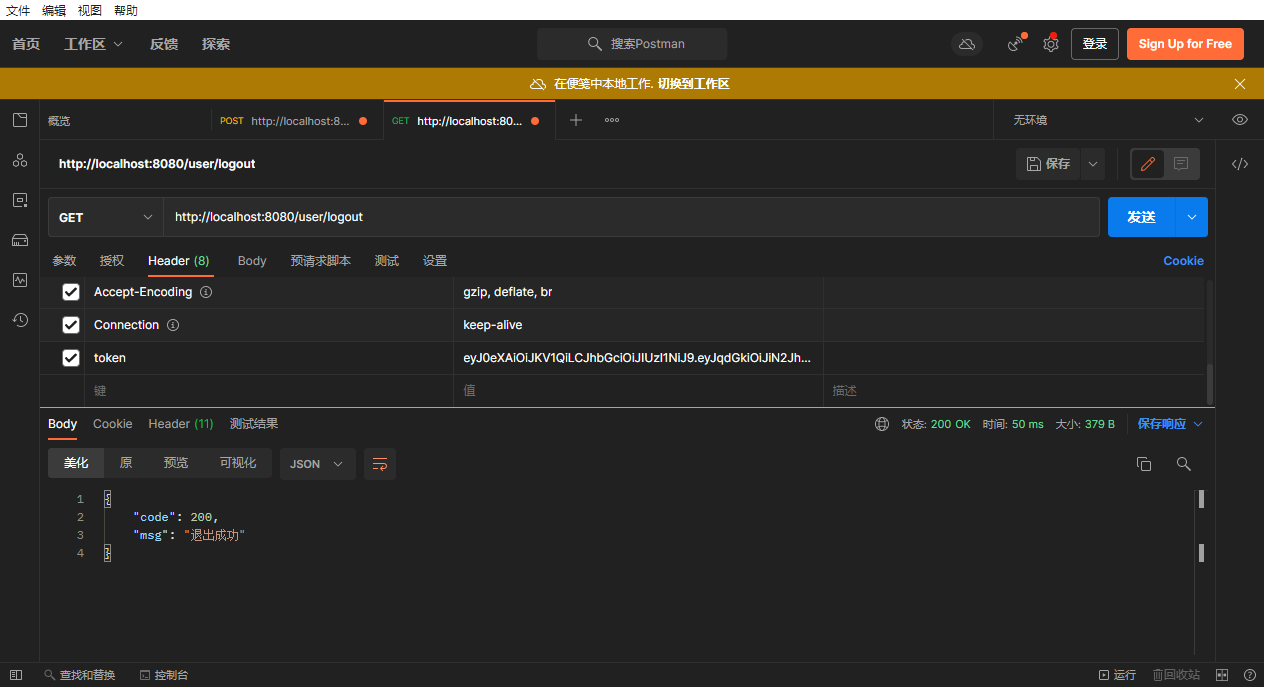 文件 编辑 视图 帮助
首页 工作区 反馈 探索 搜索Postman 登录 Sign Up for Free
在便笺中本地工作. 切换到工作区
概览 POST http://localhost:8... GET http://localhost:80... 无环境
http://localhost:8080/user/logout 保存
GET http://localhost:8080/user/logout 发送
参数 授权 Header (8) Body 预请求脚本 测试 设置 Cookie
Accept-Encoding gzip, deflate, br
Connection keep-alive
token eyJ0eXAiOiJKV1QiLCJhbGciOiJIUzI1NiJ9.eyJqdGkiOiJiN2Jh...
键 值 描述
Body Cookie Header (11) 测试结果 状态: 200 OK 时间: 50 ms 大小: 379 B 保存响应
美化 原 预览 可视化 JSON
1 {
2 "code": 200,
3 "msg": "退出成功"
4 }
查找和替换 控制台 运行 回收站